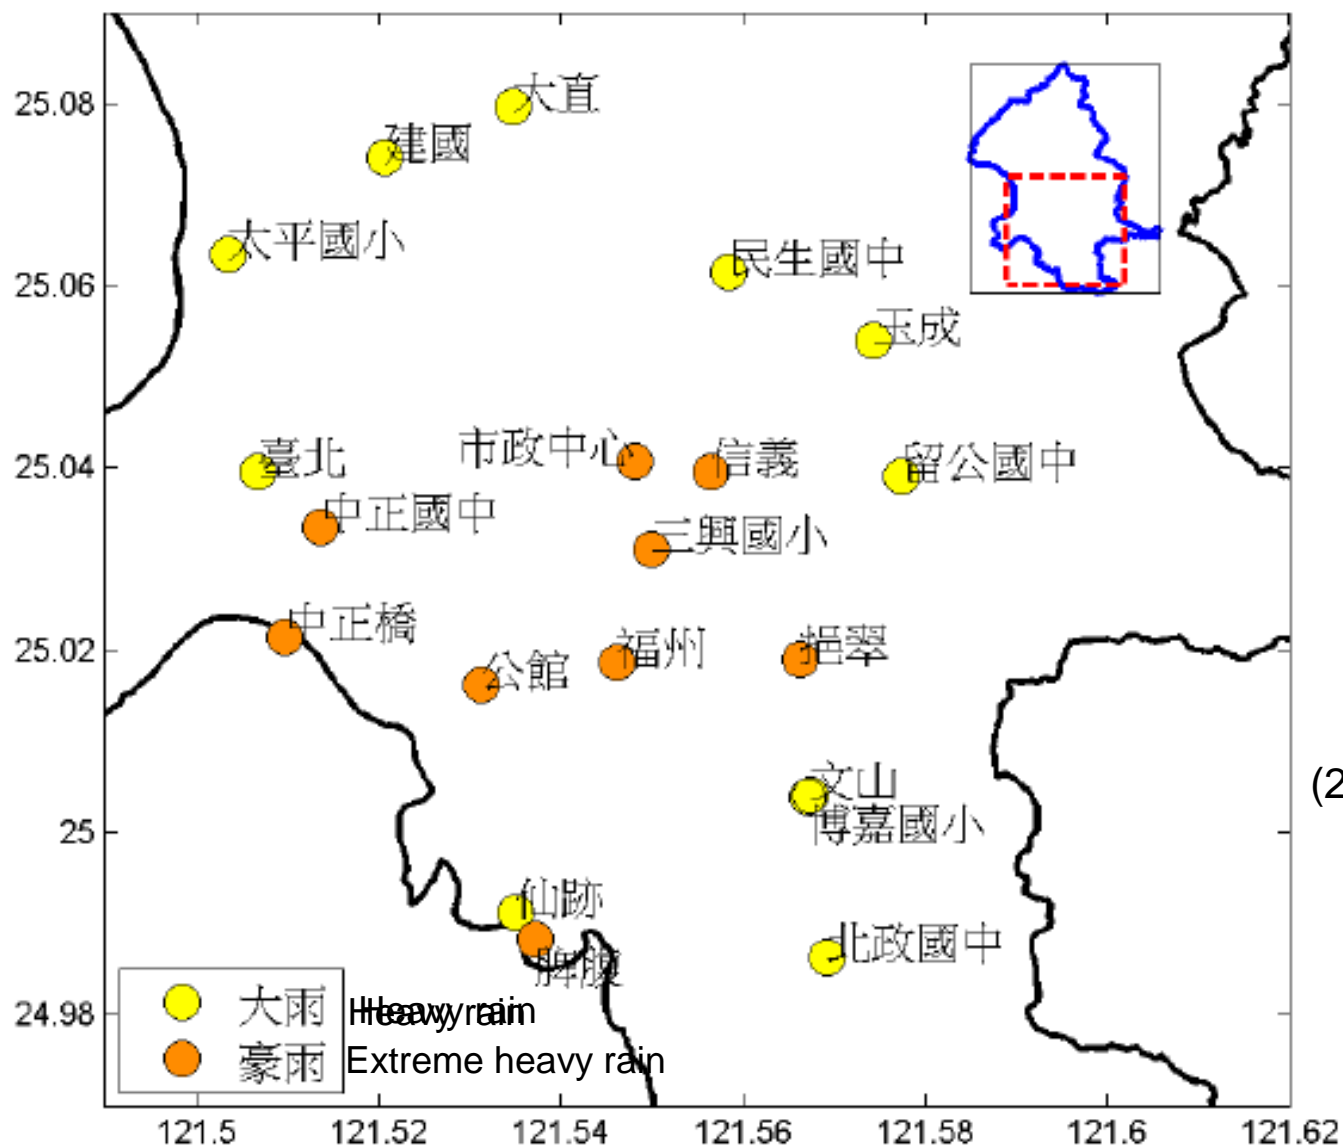 25.08
大直
建國
太平國小
25.06
民生國中
玉成
25.04
臺北
市政中心
信義
留公國中
中正國中
三興國小
中正橋
25.02
公館
福州
挹翠
文山
(2
25
博嘉國小
仙跡
脾腹
北政國中
24.98
大雨 Heavy rain
Heavy rain
豪雨 Extreme heavy rain
121.5 121.52 121.54 121.56 121.58 121.6 121.62